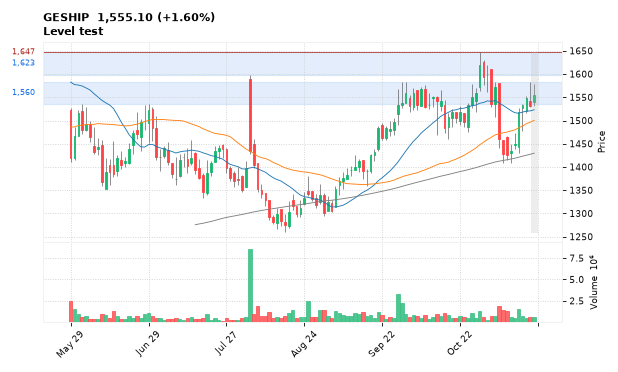 GESHIP 1,555.10 (+1.60%)
Level test
1,647
1,623
1,560
1650
1600
1550
1500
1450
1400
1350
1300
1250
Price
7.5
5.0
2.5
Volume 10⁶
May 29
Jun 29
Jul 27
Aug 24
Sep 22
Oct 22